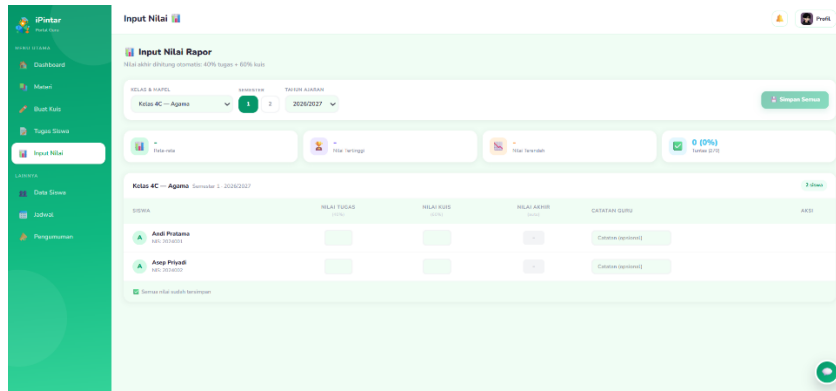 iPintar
Portal Guru
MENU UTAMA
Dashboard
Materi
Buat Kuis
Tugas Siswa
Input Nilai
LAINNYA
Data Siswa
Jadwal
Pengumuman
Input Nilai
Profil
Input Nilai Rapor
Nilai akhir dihitung otomatis: 40% tugas + 60% kuis
KELAS & MAPEL
SEMESTER
TAHUN AJARAN
Kelas 4C — Agama
1
2
2026/2027
Simpan Semua
-
Rata-rata
-
Nilai Tertinggi
-
Nilai Terendah
0 (0%)
Tuntas (≥70)
Kelas 4C — Agama Semester 1 · 2026/2027
2 siswa
SISWA
NILAI TUGAS
(40%)
NILAI KUIS
(60%)
NILAI AKHIR
CATATAN GURU
AKSI
A
Andi Pratama
NIS: 2024001
-
Catatan (opsional)
A
Asep Priyadi
NIS: 2024002
-
Catatan (opsional)
Semua nilai sudah tersimpan